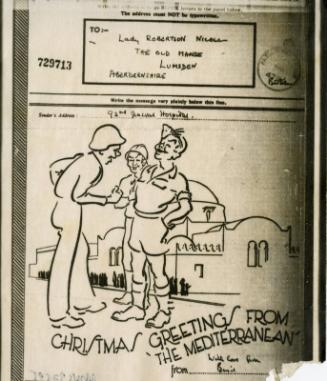 The address must NOT be typewritten.
TO:-
Lady ROBERTSON NICOLL
THE OLD MANSE
LUMSDEN
ABERDEENSHIRE
729713
Write the message very plainly below this line.
Sender's Address
92nd General Hospital
CHRISTMAS GREETINGS FROM
"THE MEDITERRANEAN"
With love from
from